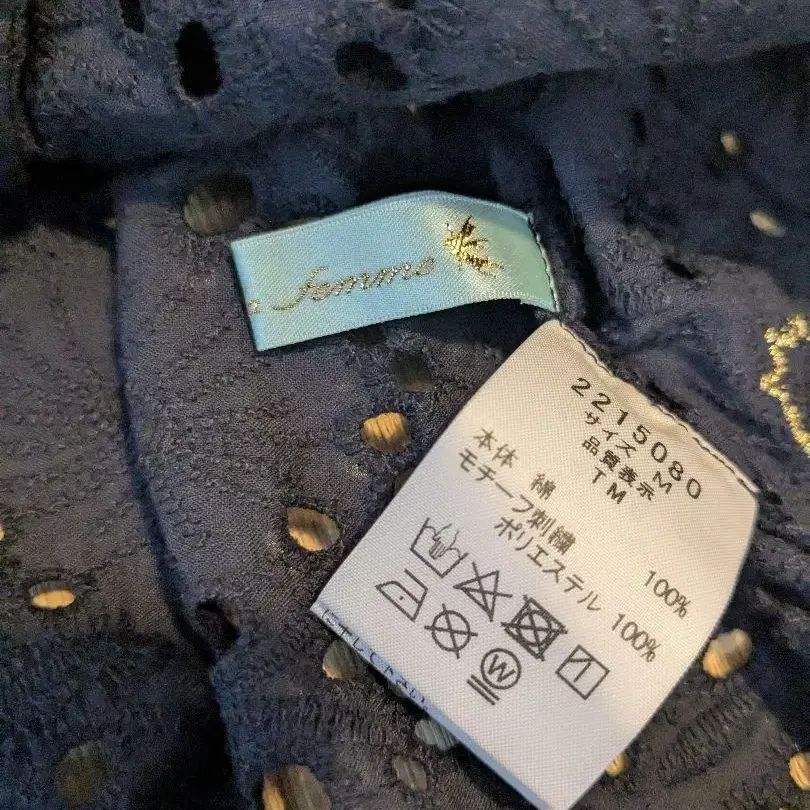 femme
2215080
サイズ M
品質表示
TM
本体 綿 100%
モチーフ刺繍
ポリエステル 100%
W